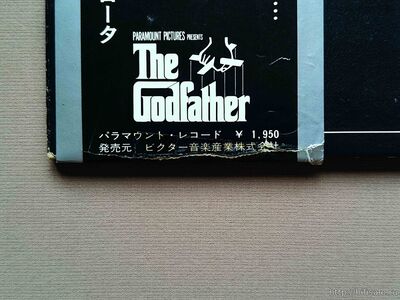 ータ
……
PARAMOUNT PICTURES PRESENTS
The
Godfather
パラマウント・レコード ¥ 1,950
発売元 ビクター音楽産業株式会社